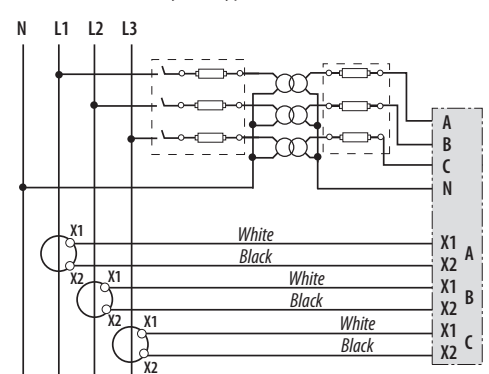 N L1 L2 L3
A
B
C
N
X1 White X1
X2 Black X2 A
X1 White X1
X2 Black X2 B
X1 White X1
X2 Black X2 C